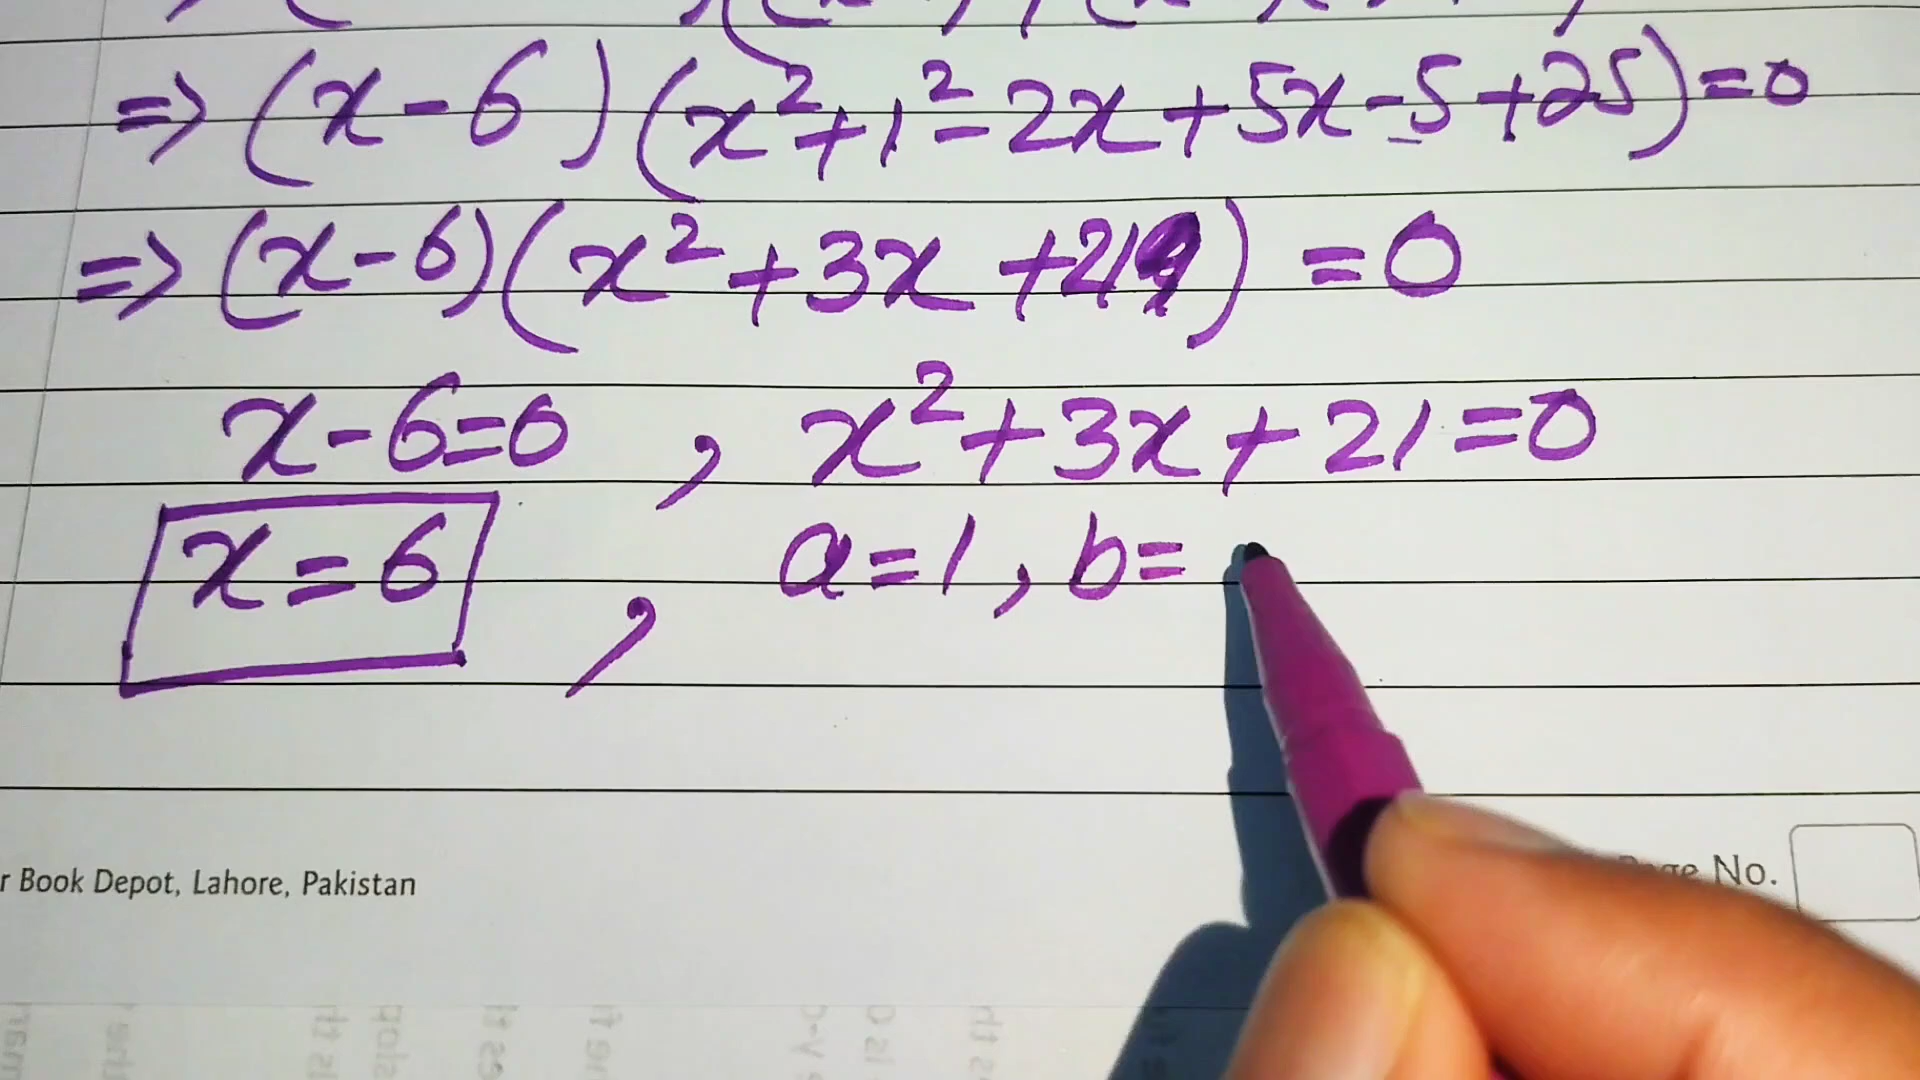 => (x - 6) (x² + 1² - 2x + 5x - 5 + 25) = 0
=> (x - 6) (x² + 3x + 21) = 0
x - 6 = 0 , x² + 3x + 21 = 0
x = 6 , a = 1 , b =
Book Depot, Lahore, Pakistan
No.